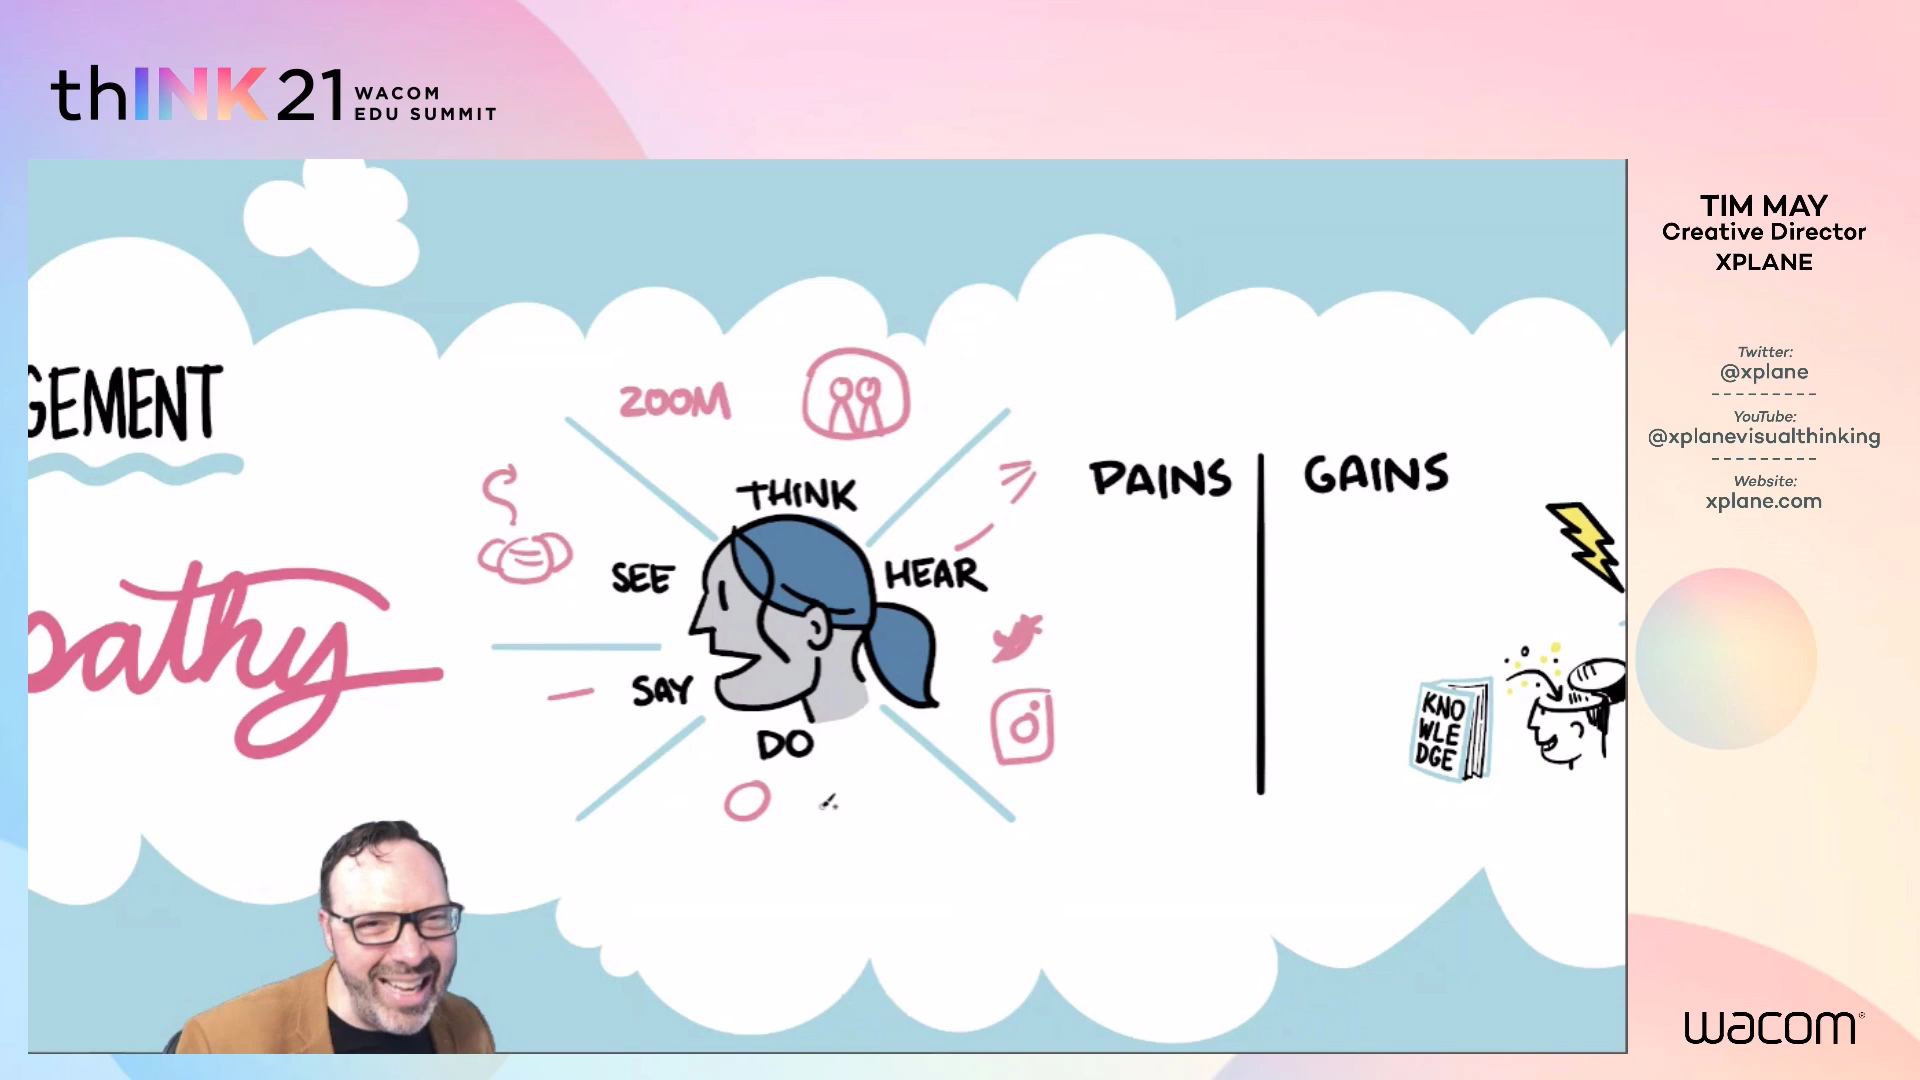 thINK21 WACOM
EDU SUMMIT
TIM MAY
Creative Director
XPLANE
Twitter:
@xplane
YouTube:
@xplanevisualthinking
Website:
xplane.com
GEMENT
pathy
ZOOM
THINK
SEE
HEAR
SAY
DO
PAINS
GAINS
KNO
WLE
DGE
wacom®